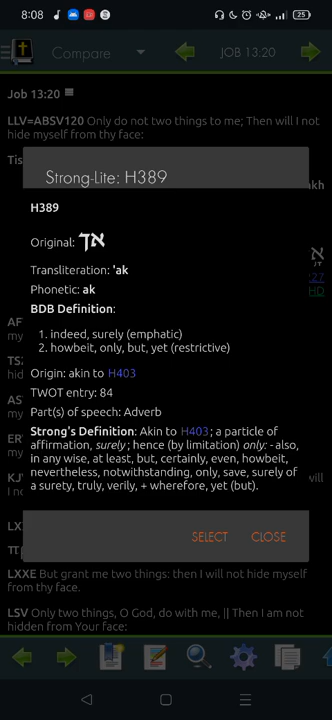 8:08
25
Compare
JOB 13:20
Job 13:20
LLV=ABSV120 Only do not two things to me; Then will I not
hide myself from thy face:
Tis
kh
Strong-Lite: H389
H389
Original: אַךְ
Transliteration: 'ak
Phonetic: ak
BDB Definition:
1. indeed, surely (emphatic)
2. howbeit, only, but, yet (restrictive)
Origin: akin to H403
TWOT entry: 84
Part(s) of speech: Adverb
Strong's Definition: Akin to H403; a particle of
affirmation, surely; hence (by limitation) only: - also,
in any wise, at least, but, certainly, even, howbeit,
nevertheless, notwithstanding, only, save, surely of
a surety, truly, verily, + wherefore, yet (but).
SELECT
CLOSE
LXXE But grant me two things: then I will not hide myself
from thy face.
LSV Only two things, O God, do with me, || Then I am not
hidden from Your face: